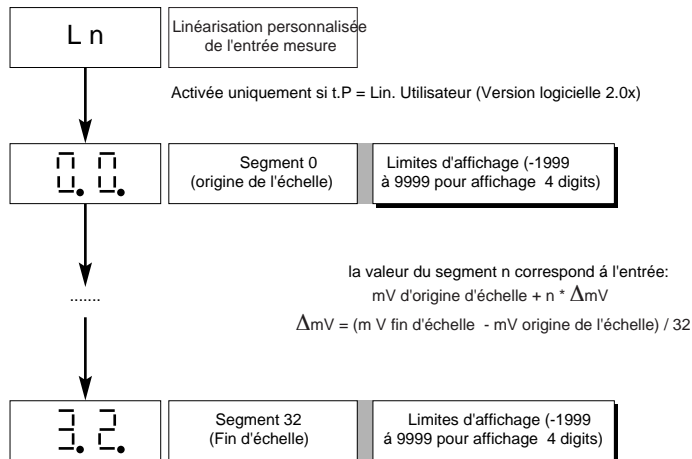 L n
Linéarisation personnalisée
de l'entrée mesure
Activée uniquement si t.P = Lin. Utilisateur (Version logicielle 2.0x)
0. 0.
Segment 0
(origine de l'échelle)
Limites d'affichage (-1999
à 9999 pour affichage 4 digits)
la valeur du segment n correspond á l'entrée:
mV d'origine d'échelle + n * ΔmV
.......
ΔmV = (m V fin d'échelle - mV origine de l'échelle) / 32
3. 2.
Segment 32
(Fin d'échelle)
Limites d'affichage (-1999
á 9999 pour affichage 4 digits)